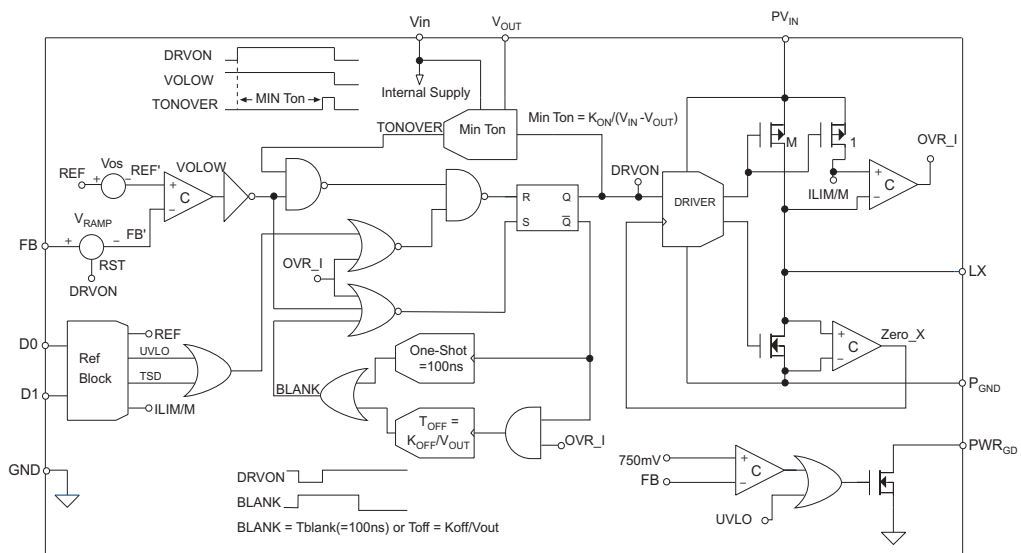 Vin
VOUT
PVIN
DRVON
VOLOW
TONOVER
MIN Ton
Internal Supply
TONOVER
Min Ton
Min Ton = KON/(VIN -VOUT)
REF
+
Vos
–
REF'
+
–
C
VOLOW
VRAMP
FB
+
–
FB'
RST
DRVON
OVR_I
R
Q
S
Q
DRVON
DRIVER
M
1
ILIM/M
+
–
C
OVR_I
LX
+
–
C
Zero_X
PGND
D0
D1
Ref
Block
REF
UVLO
TSD
ILIM/M
BLANK
One-Shot
=100ns
TOFF =
KOFF/VOUT
OVR_I
GND
DRVON
BLANK
BLANK = Tblank(=100ns) or Toff = Koff/Vout
750mV
FB
+
–
C
UVLO
PWRGD